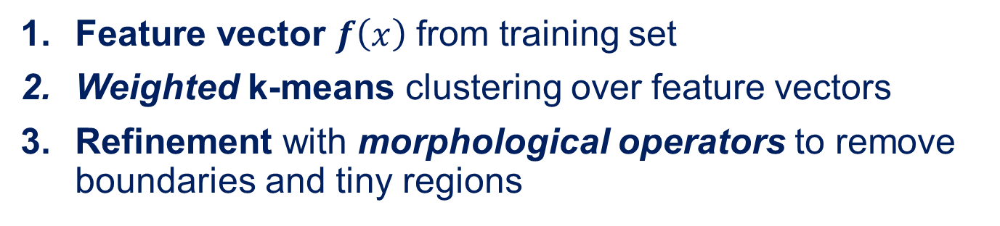 1. Feature vector 𝒇(𝑥) from training set
2. Weighted k-means clustering over feature vectors
3. Refinement with morphological operators to remove
boundaries and tiny regions